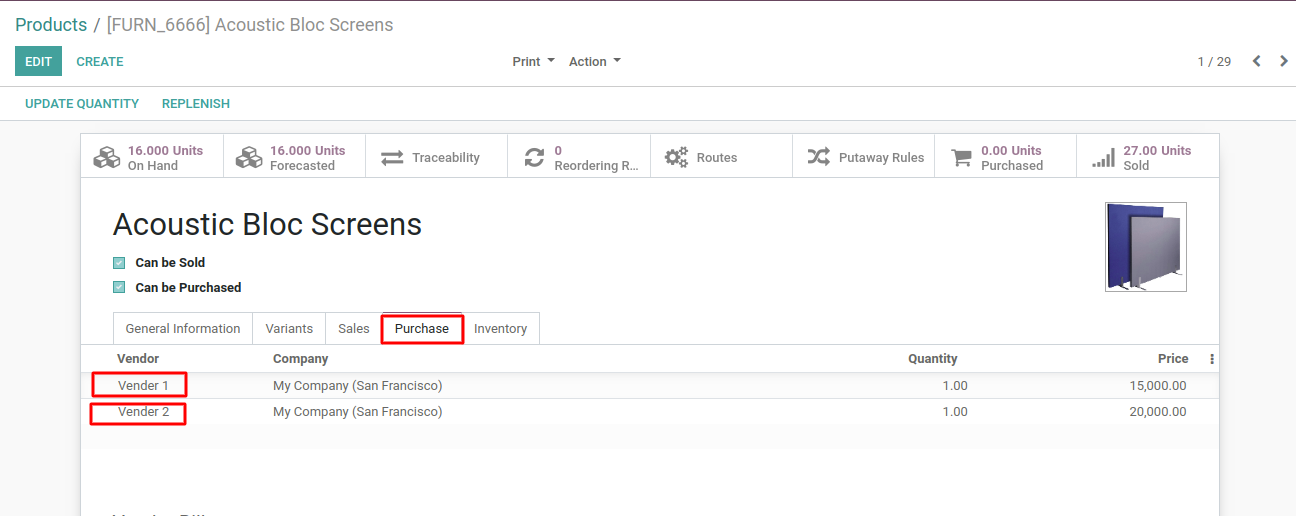 Products / [FURN_6666] Acoustic Bloc Screens
EDIT CREATE Print Action 1 / 29
UPDATE QUANTITY REPLENISH
16.000 Units On Hand
16.000 Units Forecasted
Traceability
0 Reordering R...
Routes
Putaway Rules
0.00 Units Purchased
27.00 Units Sold
Acoustic Bloc Screens
Can be Sold
Can be Purchased
General Information Variants Sales Purchase Inventory
Vendor Company Quantity Price
Vender 1 My Company (San Francisco) 1.00 15,000.00
Vender 2 My Company (San Francisco) 1.00 20,000.00